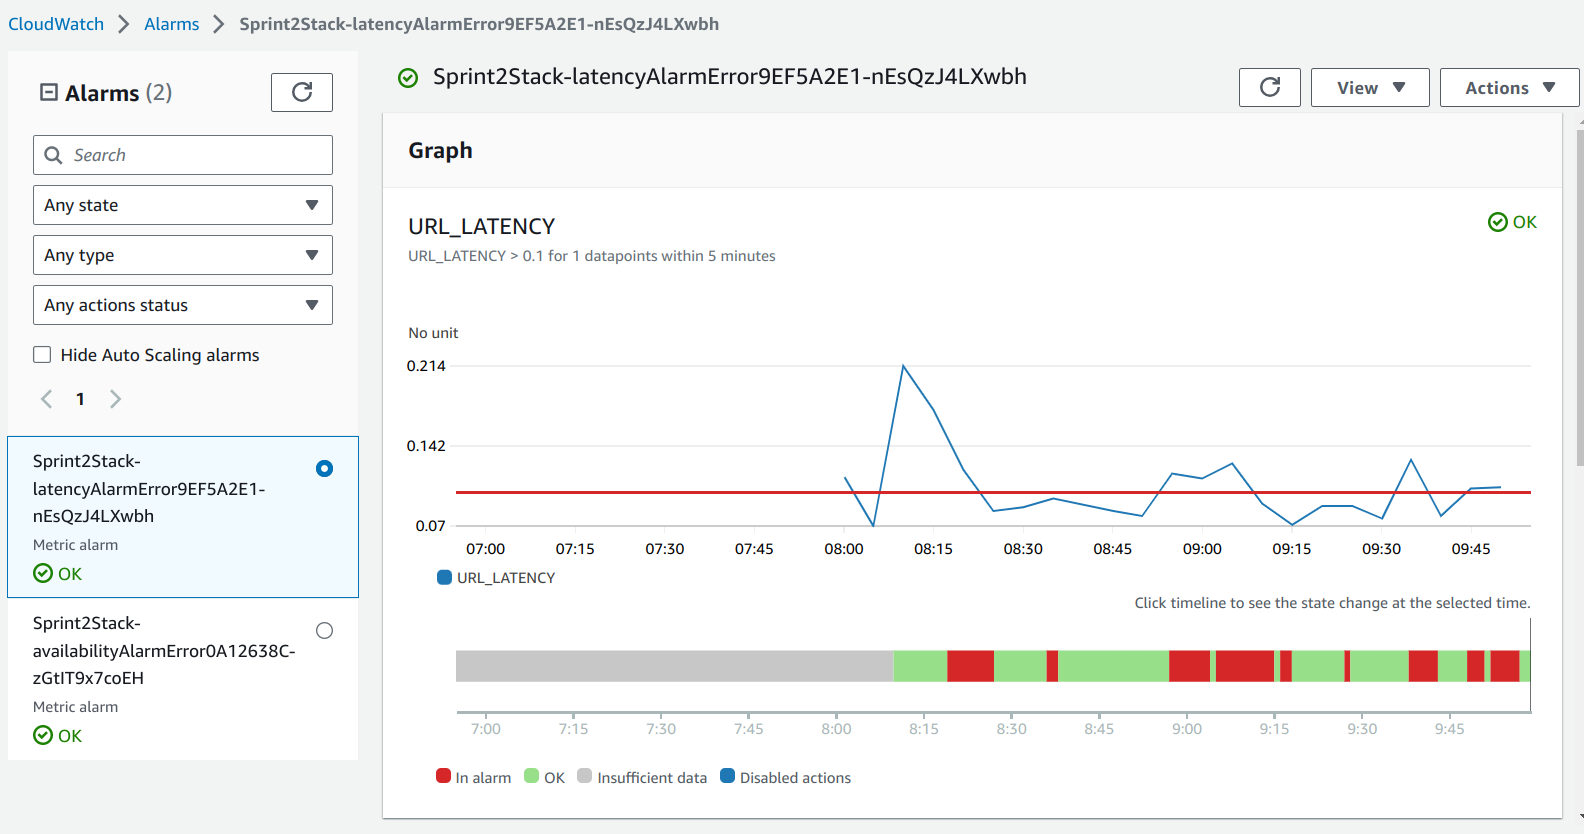 CloudWatch > Alarms > Sprint2Stack-latencyAlarmError9EF5A2E1-nEsQzJ4LXwbh
Alarms (2)
Search
Any state
Any type
Any actions status
Hide Auto Scaling alarms
1
Sprint2Stack-
latencyAlarmError9EF5A2E1-
nEsQzJ4LXwbh
Metric alarm
OK
Sprint2Stack-
availabilityAlarmError0A12638C-
zGtIT9x7coEH
Metric alarm
OK
Sprint2Stack-latencyAlarmError9EF5A2E1-nEsQzJ4LXwbh
View
Actions
Graph
URL_LATENCY
OK
URL_LATENCY > 0.1 for 1 datapoints within 5 minutes
No unit
0.214
0.142
0.07
07:00 07:15 07:30 07:45 08:00 08:15 08:30 08:45 09:00 09:15 09:30 09:45
URL_LATENCY
Click timeline to see the state change at the selected time.
7:00 7:15 7:30 7:45 8:00 8:15 8:30 8:45 9:00 9:15 9:30 9:45
In alarm OK Insufficient data Disabled actions